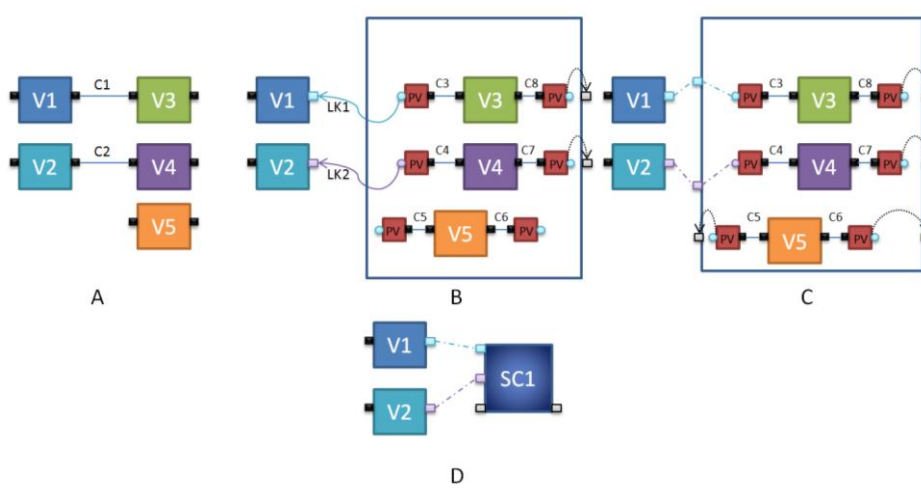 C1
V1 V3
C2
V2 V4
V5
A
C3 C8
V1 PV V3 PV
LK1
C4 C7
V2 PV V4 PV
LK2
C5 C6
PV V5 PV
B
C3 C8
V1 PV V3 PV
C4 C7
V2 PV V4 PV
C5 C6
PV V5 PV
C
V1
SC1
V2
D